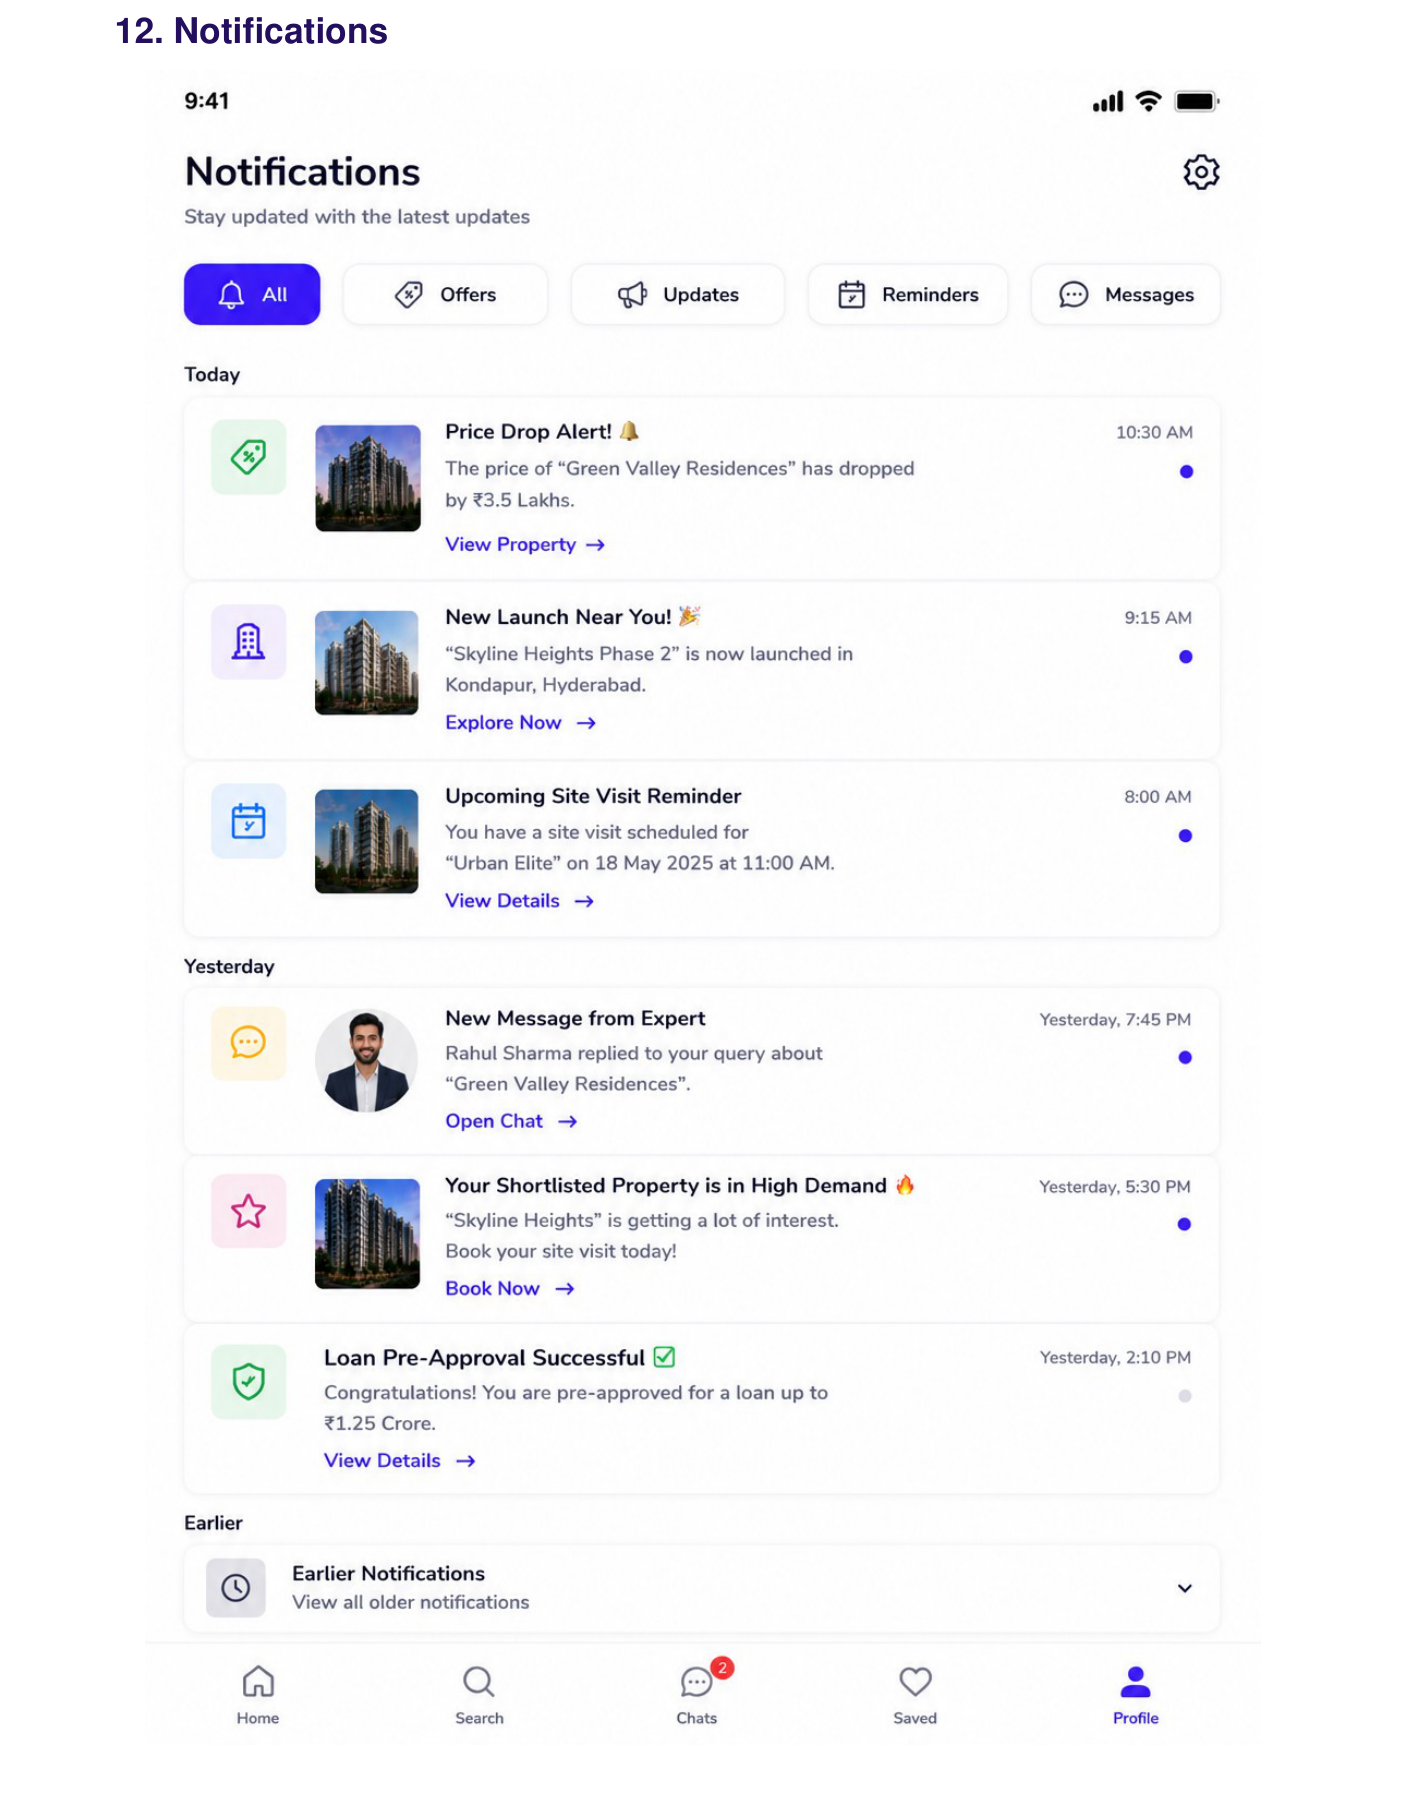 12. Notifications
9:41
Notifications
Stay updated with the latest updates
All
Offers
Updates
Reminders
Messages
Today
Price Drop Alert! 🔔
10:30 AM
The price of “Green Valley Residences” has dropped
by ₹3.5 Lakhs.
View Property →
New Launch Near You! 🎉
9:15 AM
“Skyline Heights Phase 2” is now launched in
Kondapur, Hyderabad.
Explore Now →
Upcoming Site Visit Reminder
8:00 AM
You have a site visit scheduled for
“Urban Elite” on 18 May 2025 at 11:00 AM.
View Details →
Yesterday
New Message from Expert
Yesterday, 7:45 PM
Rahul Sharma replied to your query about
“Green Valley Residences”.
Open Chat →
Your Shortlisted Property is in High Demand 🔥
Yesterday, 5:30 PM
“Skyline Heights” is getting a lot of interest.
Book your site visit today!
Book Now →
Loan Pre-Approval Successful ✅
Yesterday, 2:10 PM
Congratulations! You are pre-approved for a loan up to
₹1.25 Crore.
View Details →
Earlier
Earlier Notifications
View all older notifications
2
Home
Search
Chats
Saved
Profile